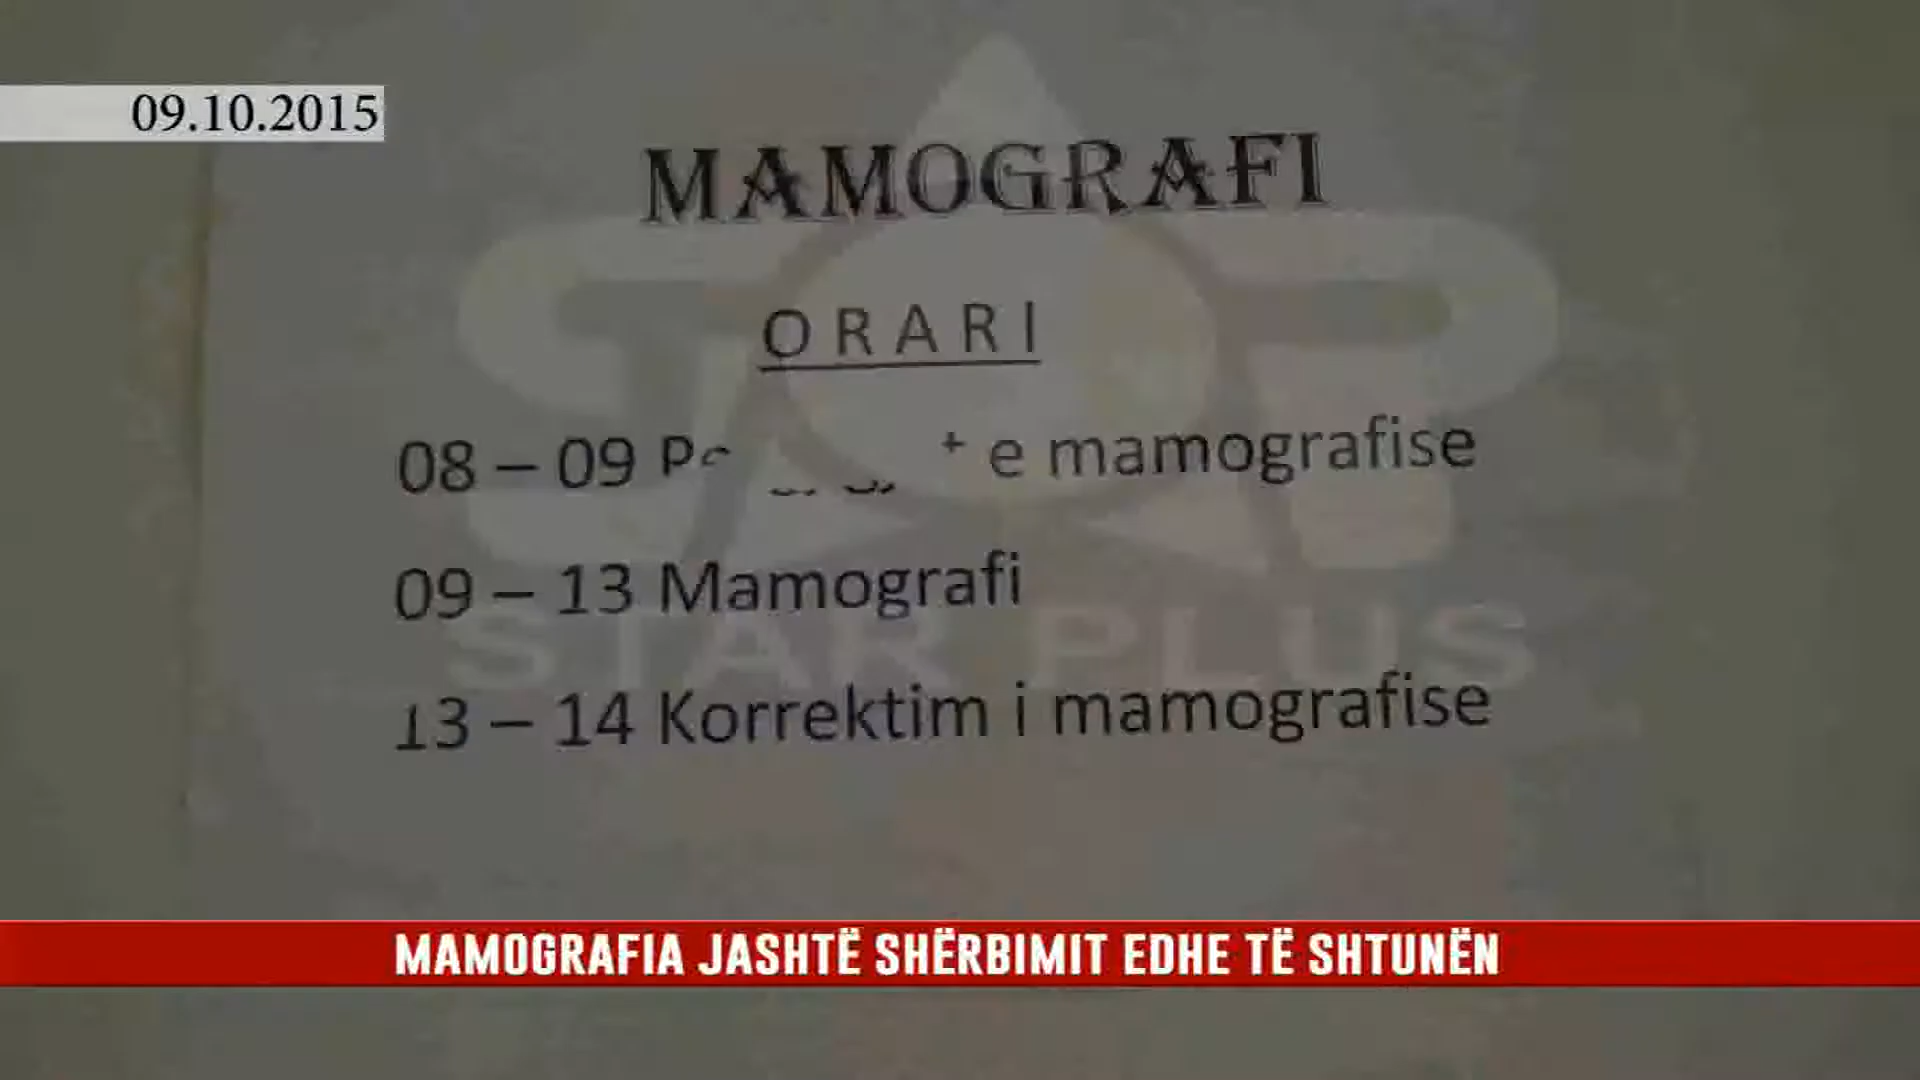 09.10.2015
MAMOGRAFI
ORARI
08 – 09 e mamografise
09 – 13 Mamografi
STAR PLUS
13 – 14 Korrektim i mamografise
MAMOGRAFIA JASHTË SHËRBIMIT EDHE TË SHTUNËN